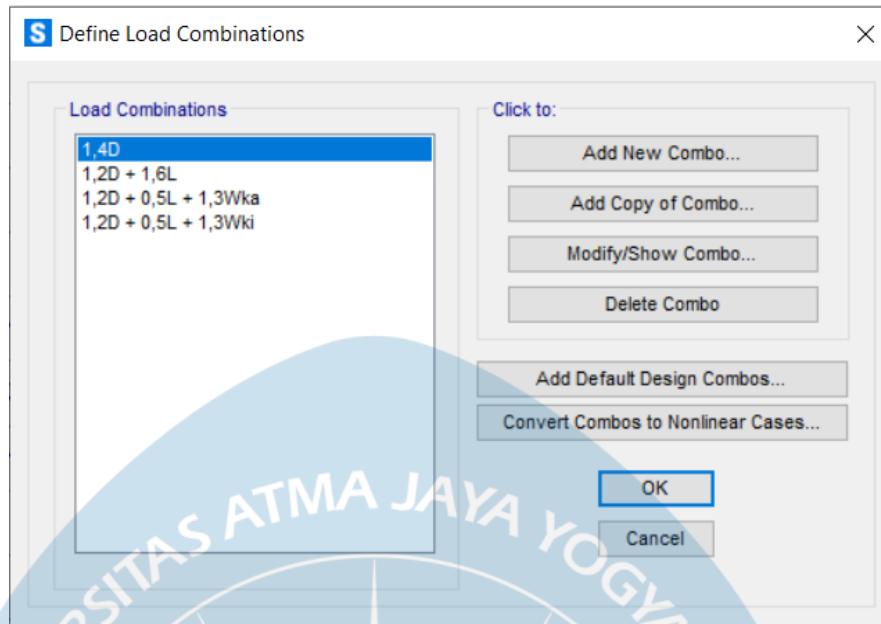 Define Load Combinations
Load Combinations
1,4D
1,2D + 1,6L
1,2D + 0,5L + 1,3Wka
1,2D + 0,5L + 1,3Wki
Click to:
Add New Combo...
Add Copy of Combo...
Modify/Show Combo...
Delete Combo
Add Default Design Combos...
Convert Combos to Nonlinear Cases...
OK
Cancel
SITAS ATMA JAYA YOGYA